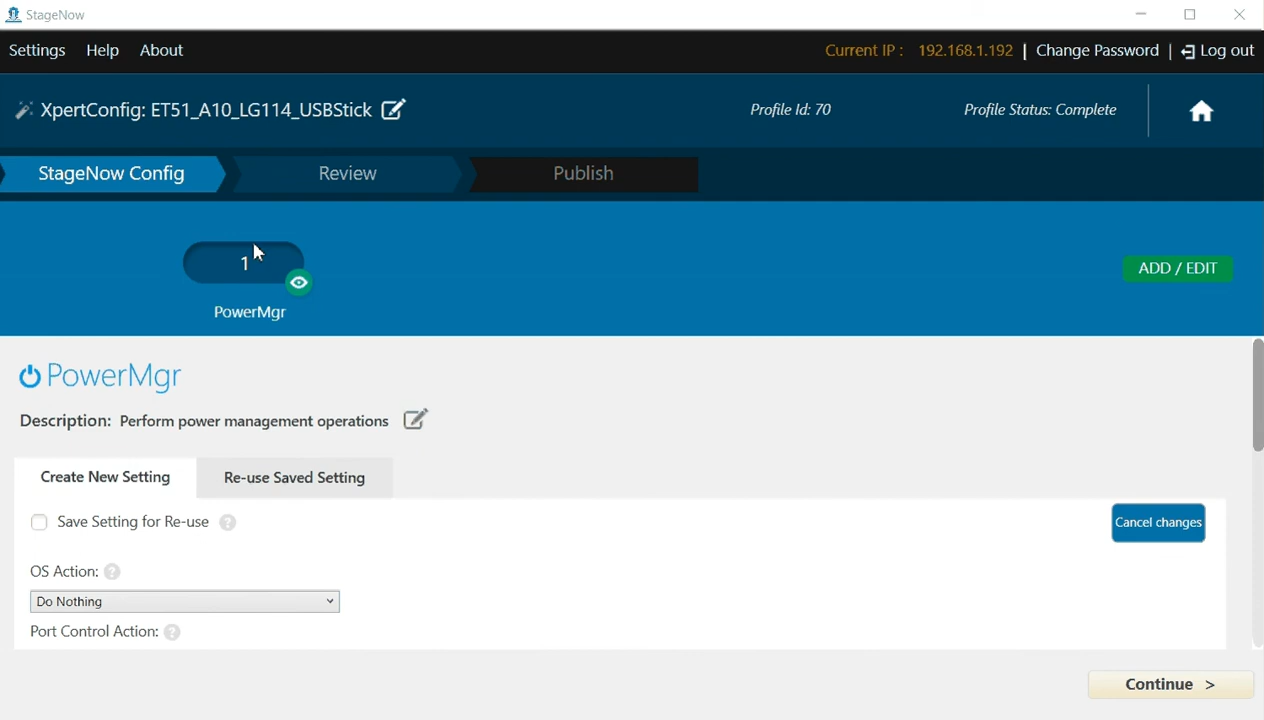 StageNow
Settings Help About Current IP : 192.168.1.192 | Change Password | Log out
XpertConfig: ET51_A10_LG114_USBStick Profile Id: 70 Profile Status: Complete
StageNow Config Review Publish
1
ADD / EDIT
PowerMgr
PowerMgr
Description: Perform power management operations
Create New Setting Re-use Saved Setting
Save Setting for Re-use ? Cancel changes
OS Action: ?
Do Nothing
Port Control Action: ?
Continue >